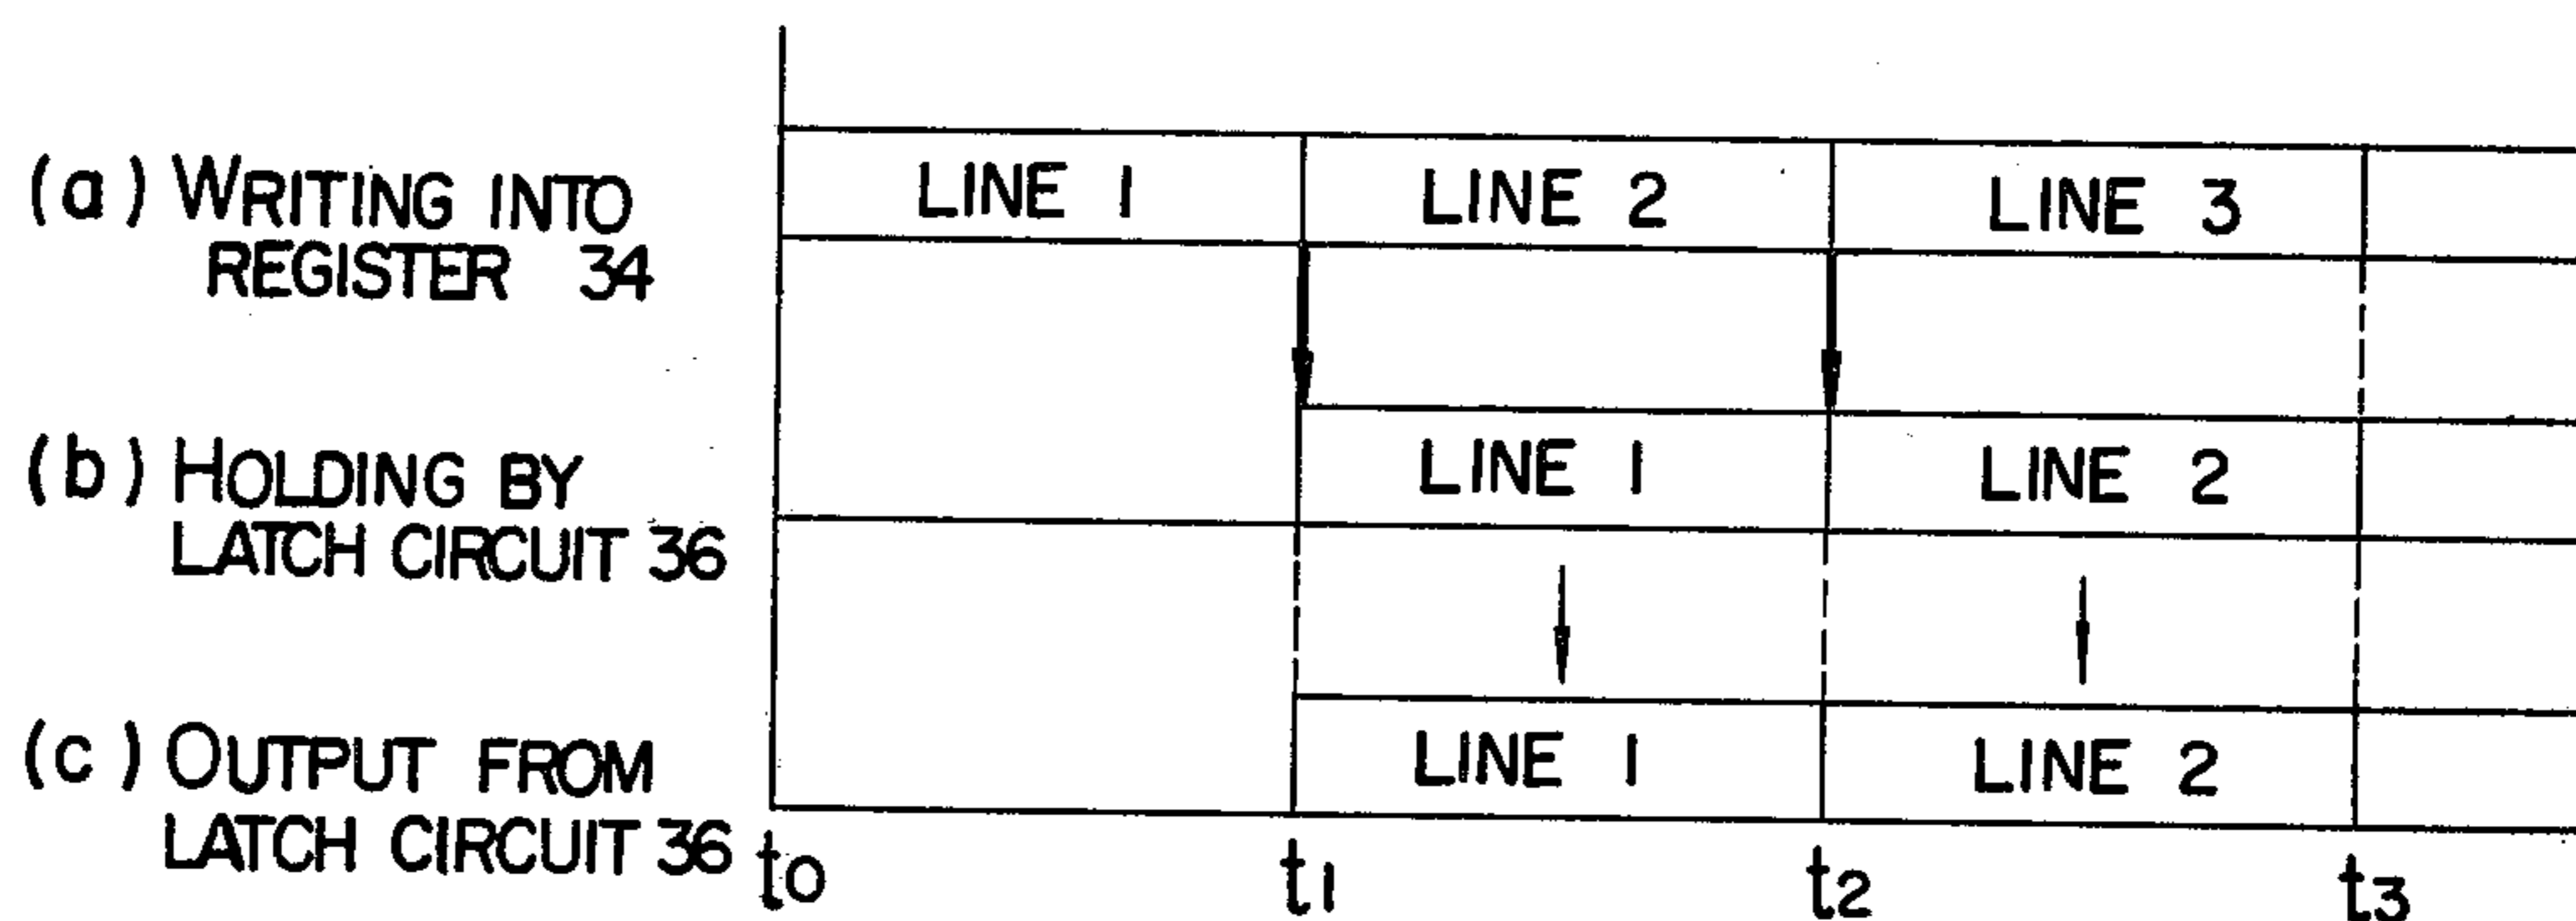 (a) WRITING INTO
REGISTER 34
LINE 1 LINE 2 LINE 3
(b) HOLDING BY
LATCH CIRCUIT 36
LINE 1 LINE 2
(c) OUTPUT FROM
LATCH CIRCUIT 36
LINE 1 LINE 2
t0 t1 t2 t3